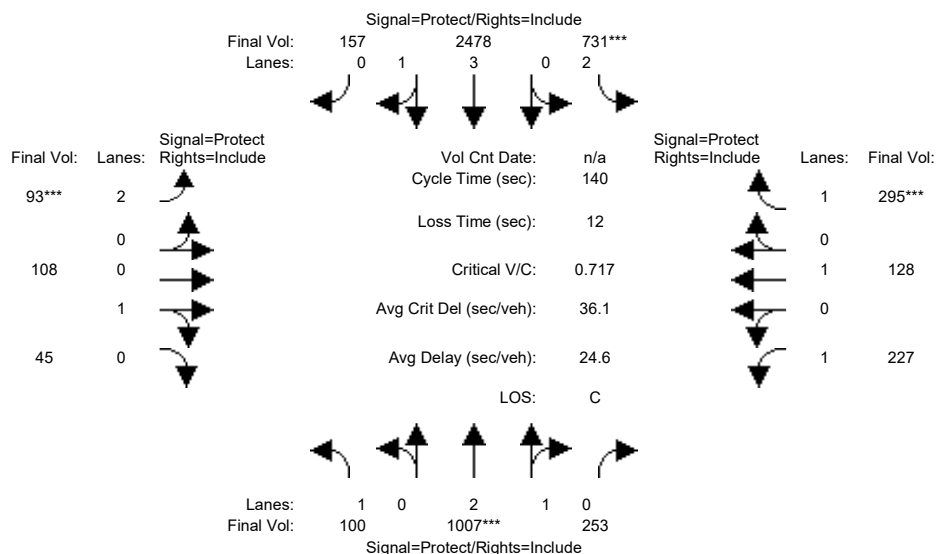 Signal=Protect/Rights=Include
Final Vol: 157 2478 731***
Lanes: 0 1 3 0 2
Signal=Protect Signal=Protect
Final Vol: Lanes: Rights=Include Vol Cnt Date: n/a Rights=Include Lanes: Final Vol:
Cycle Time (sec): 140
93*** 2 1 295***
Loss Time (sec): 12
0 0
108 0 Critical V/C: 0.717 1 128
1 Avg Crit Del (sec/veh): 36.1 0
45 0 Avg Delay (sec/veh): 24.6 1 227
LOS: C
Lanes: 1 0 2 1 0
Final Vol: 100 1007*** 253
Signal=Protect/Rights=Include